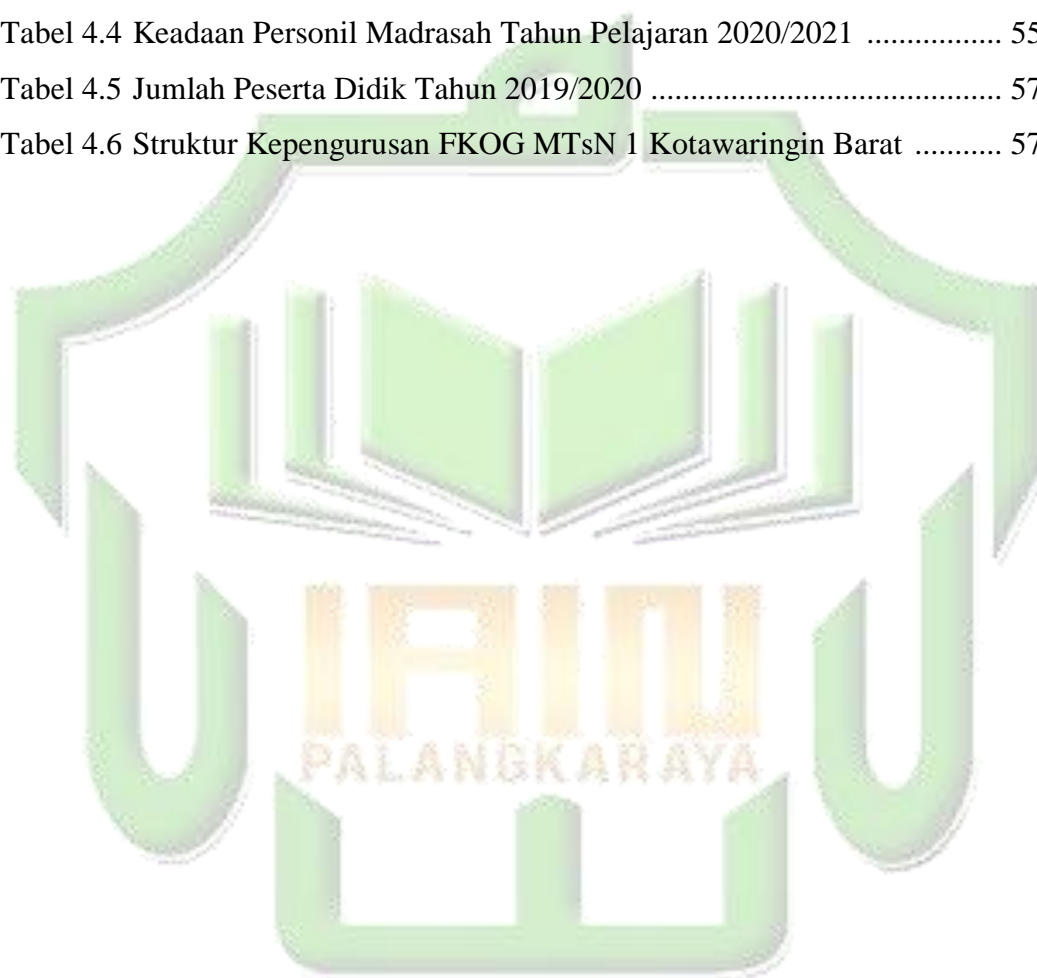 Tabel 4.4 Keadaan Personil Madrasah Tahun Pelajaran 2020/2021 ................. 55
Tabel 4.5 Jumlah Peserta Didik Tahun 2019/2020 ............................................ 57
Tabel 4.6 Struktur Kepengurusan FKOG MTsN 1 Kotawaringin Barat ........... 57
IAIN
PALANGKARAYA